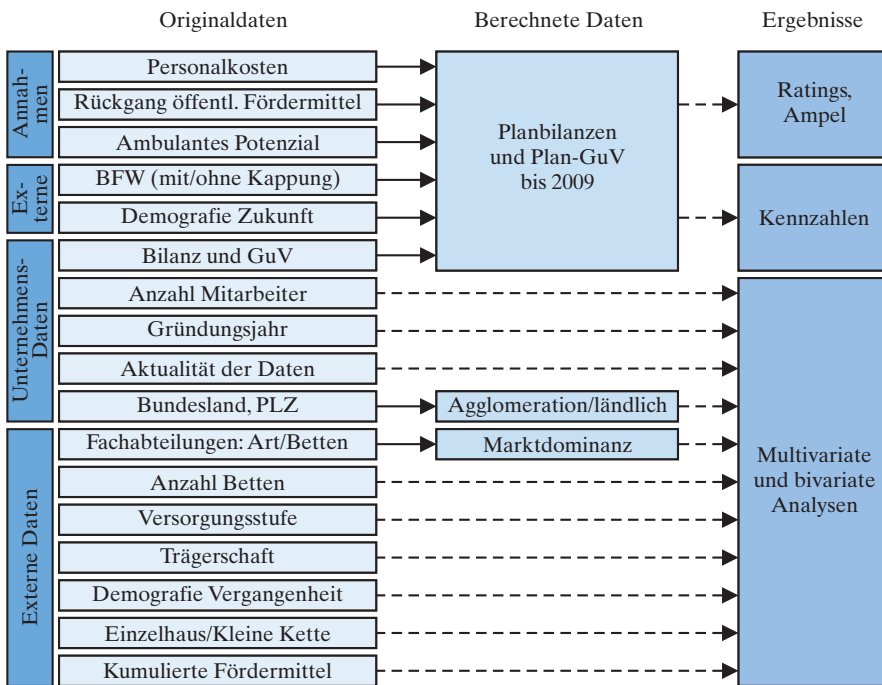 Originaldaten
Berechnete Daten
Ergebnisse
Annah-
men
Personalkosten
Rückgang öffentl. Fördermittel
Ambulantes Potenzial
Ex-
terne
BFW (mit/ohne Kappung)
Demografie Zukunft
Unternehmens-
Daten
Bilanz und GuV
Anzahl Mitarbeiter
Gründungsjahr
Aktualität der Daten
Bundesland, PLZ
Externe Daten
Fachabteilungen: Art/Betten
Anzahl Betten
Versorgungsstufe
Trägerschaft
Demografie Vergangenheit
Einzelhaus/Kleine Kette
Kumulierte Fördermittel
Planbilanzen
und Plan-GuV
bis 2009
Agglomeration/ländlich
Marktdominanz
Ratings,
Ampel
Kennzahlen
Multivariate
und bivariate
Analysen